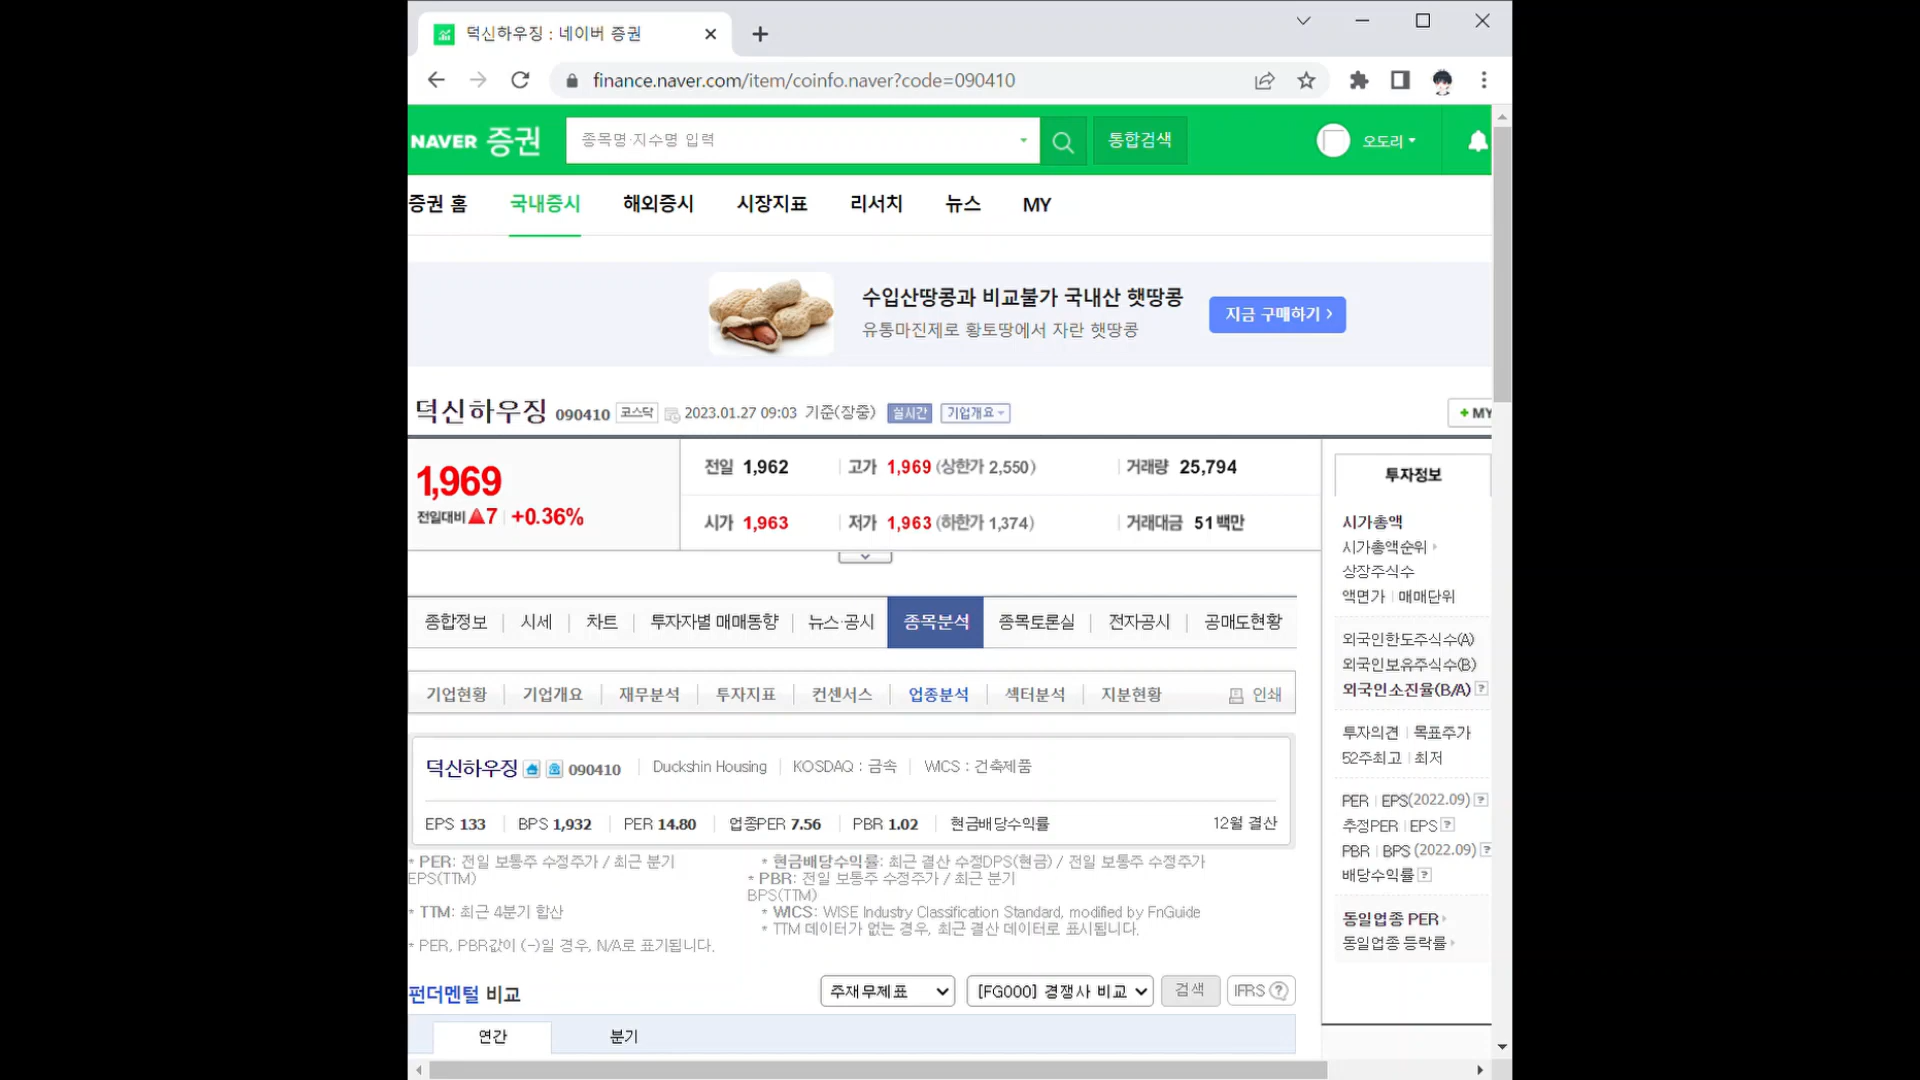 덕신하우징 : 네이버 증권
finance.naver.com/item/coinfo.naver?code=090410
NAVER 증권
종목명·지수명 입력
통합검색
오도리
증권 홈 국내증시 해외증시 시장지표 리서치 뉴스 MY
수입산땅콩과 비교불가 국내산 햇땅콩
유통마진제로 황토땅에서 자란 햇땅콩
지금 구매하기 >
덕신하우징 090410 코스닥 2023.01.27 09:03 기준(장중) 실시간 기업개요
+ MY
1,969
전일대비 ▲7 +0.36%
전일 1,962 고가 1,969 (상한가 2,550) 거래량 25,794
시가 1,963 저가 1,963 (하한가 1,374) 거래대금 51백만
종합정보 시세 차트 투자자별 매매동향 뉴스·공시 종목분석 종목토론실 전자공시 공매도현황
기업현황 기업개요 재무분석 투자지표 컨센서스 업종분석 섹터분석 지분현황 인쇄
덕신하우징 090410 Duckshin Housing KOSDAQ : 금속 WICS : 건축제품
EPS 133 BPS 1,932 PER 14.80 업종PER 7.56 PBR 1.02 현금배당수익률 12월 결산
* PER: 전일 보통주 수정주가 / 최근 분기
EPS(TTM)
* 현금배당수익률: 최근 결산 수정DPS(현금) / 전일 보통주 수정주가
* PBR: 전일 보통주 수정주가 / 최근 분기
BPS(TTM)
* TTM: 최근 4분기 합산
* WICS: WISE Industry Classification Standard, modified by FnGuide
* TTM 데이터가 없는 경우, 최근 결산 데이터로 표시됩니다.
* PER, PBR값이 (-)일 경우, N/A로 표기됩니다.
펀더멘털 비교
주재무제표
[FG000] 경쟁사 비교
검색
IFRS ?
연간 분기
투자정보
시가총액
시가총액순위
상장주식수
액면가 | 매매단위
외국인한도주식수(A)
외국인보유주식수(B)
외국인소진율(B/A) ?
투자의견 | 목표주가
52주최고 | 최저
PER | EPS(2022.09) ?
추정PER | EPS ?
PBR | BPS (2022.09) ?
배당수익률 ?
동일업종 PER
동일업종 등락률